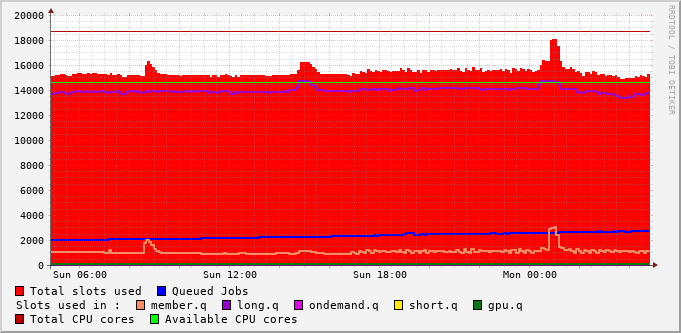 20000
18000
16000
14000
12000
10000
8000
6000
4000
2000
0
Sun 06:00 Sun 12:00 Sun 18:00 Mon 00:00
Total slots used Queued Jobs
Slots used in : member.q long.q ondemand.q short.q gpu.q
Total CPU cores Available CPU cores
RRDTOOL / TOBI OETIKER